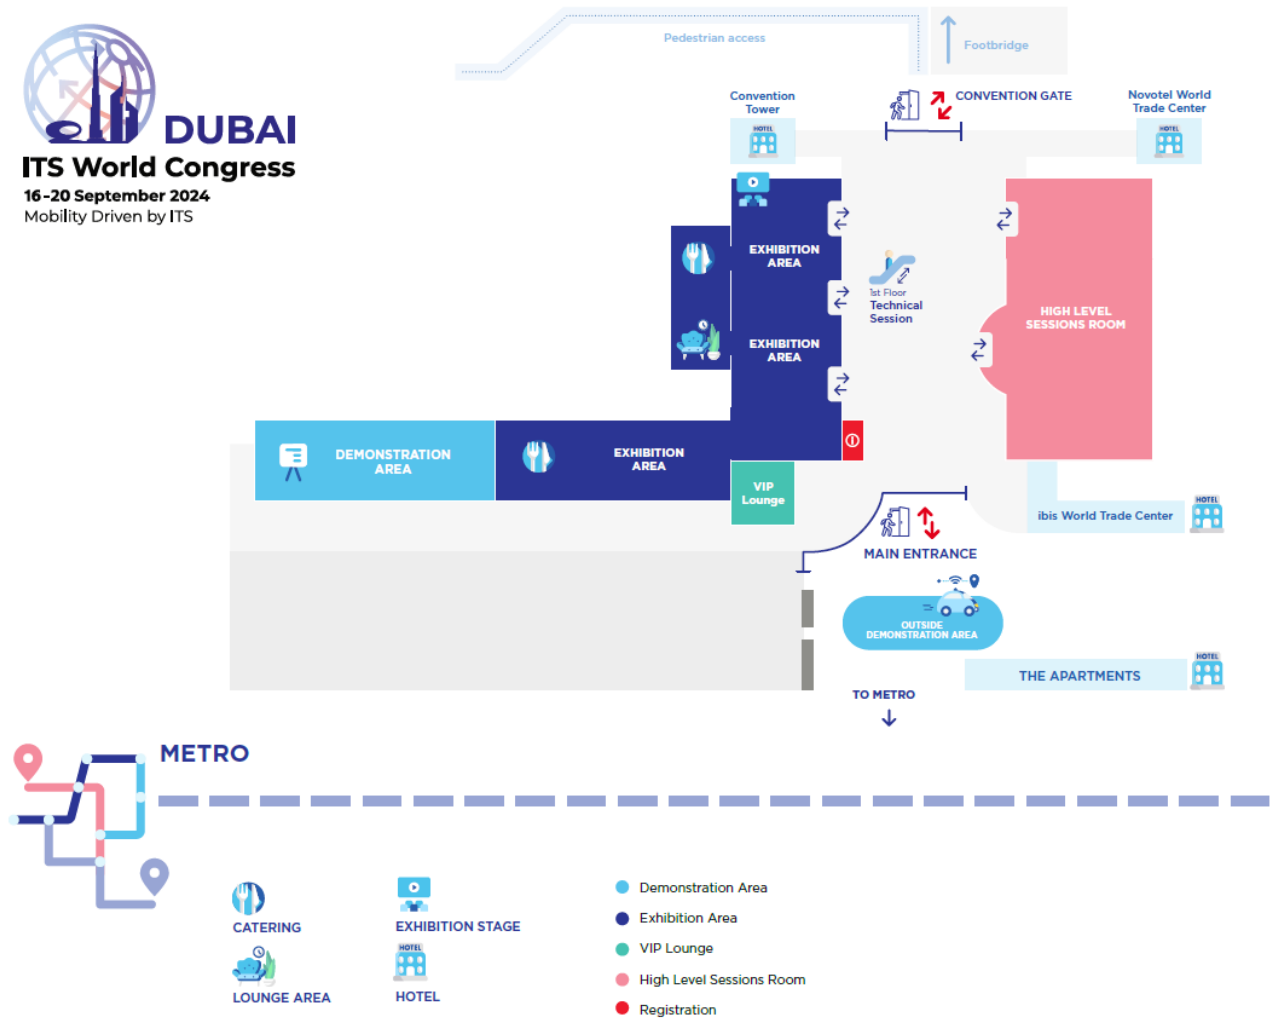 Pedestrian access
Footbridge
DUBAI
ITS World Congress
16-20 September 2024
Mobility Driven by ITS
Convention
Tower
HOTEL
CONVENTION GATE
Novotel World
Trade Center
HOTEL
EXHIBITION
AREA
1st Floor
Technical
Session
HIGH LEVEL
SESSIONS ROOM
EXHIBITION
AREA
DEMONSTRATION
AREA
EXHIBITION
AREA
VIP
Lounge
ibis World Trade Center
HOTEL
MAIN ENTRANCE
OUTSIDE
DEMONSTRATION AREA
THE APARTMENTS
HOTEL
TO METRO
METRO
CATERING
EXHIBITION STAGE
LOUNGE AREA
HOTEL
HOTEL
Demonstration Area
Exhibition Area
VIP Lounge
High Level Sessions Room
Registration